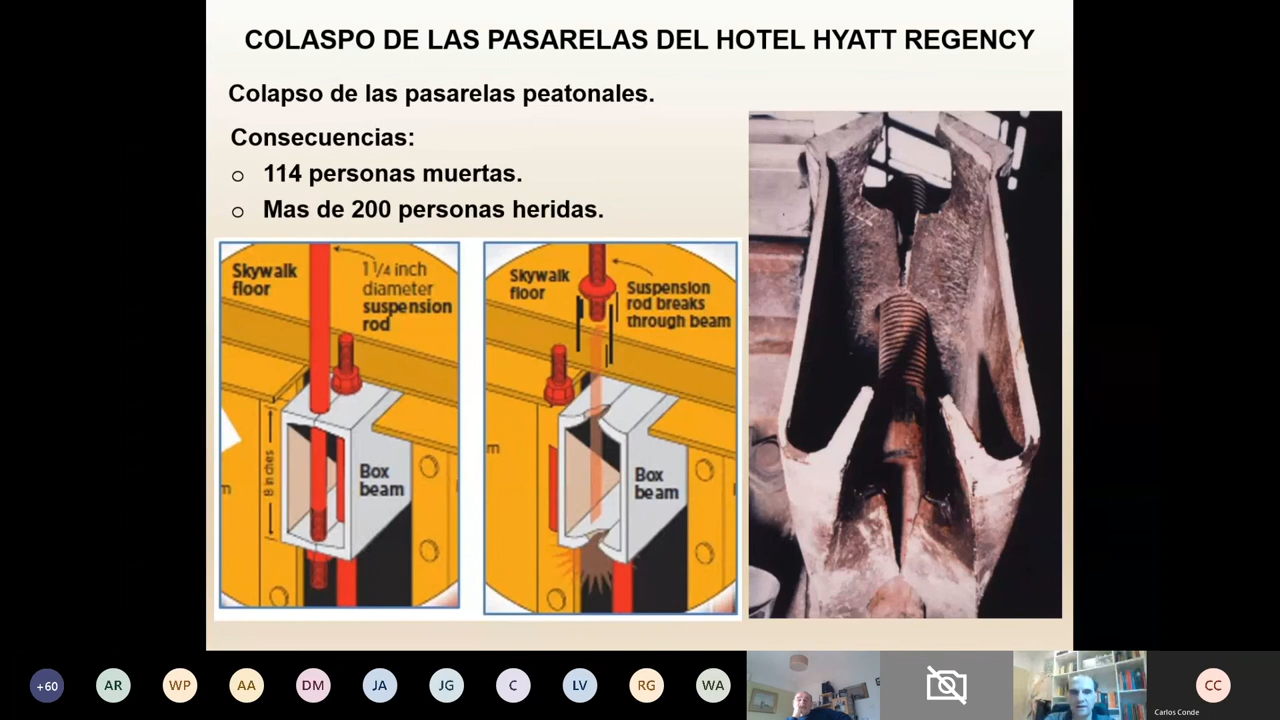 COLASPO DE LAS PASARELAS DEL HOTEL HYATT REGENCY
Colapso de las pasarelas peatonales.
Consecuencias:
o 114 personas muertas.
o Mas de 200 personas heridas.
Skywalk
floor
1 1/4 inch
diameter
suspension
rod
8 inches
Box
beam
m
Skywalk
floor
Suspension
rod breaks
through beam
Box
beam
m
+60
AR
WP
AA
DM
JA
JG
C
LV
RG
WA
CC
Carlos Conde